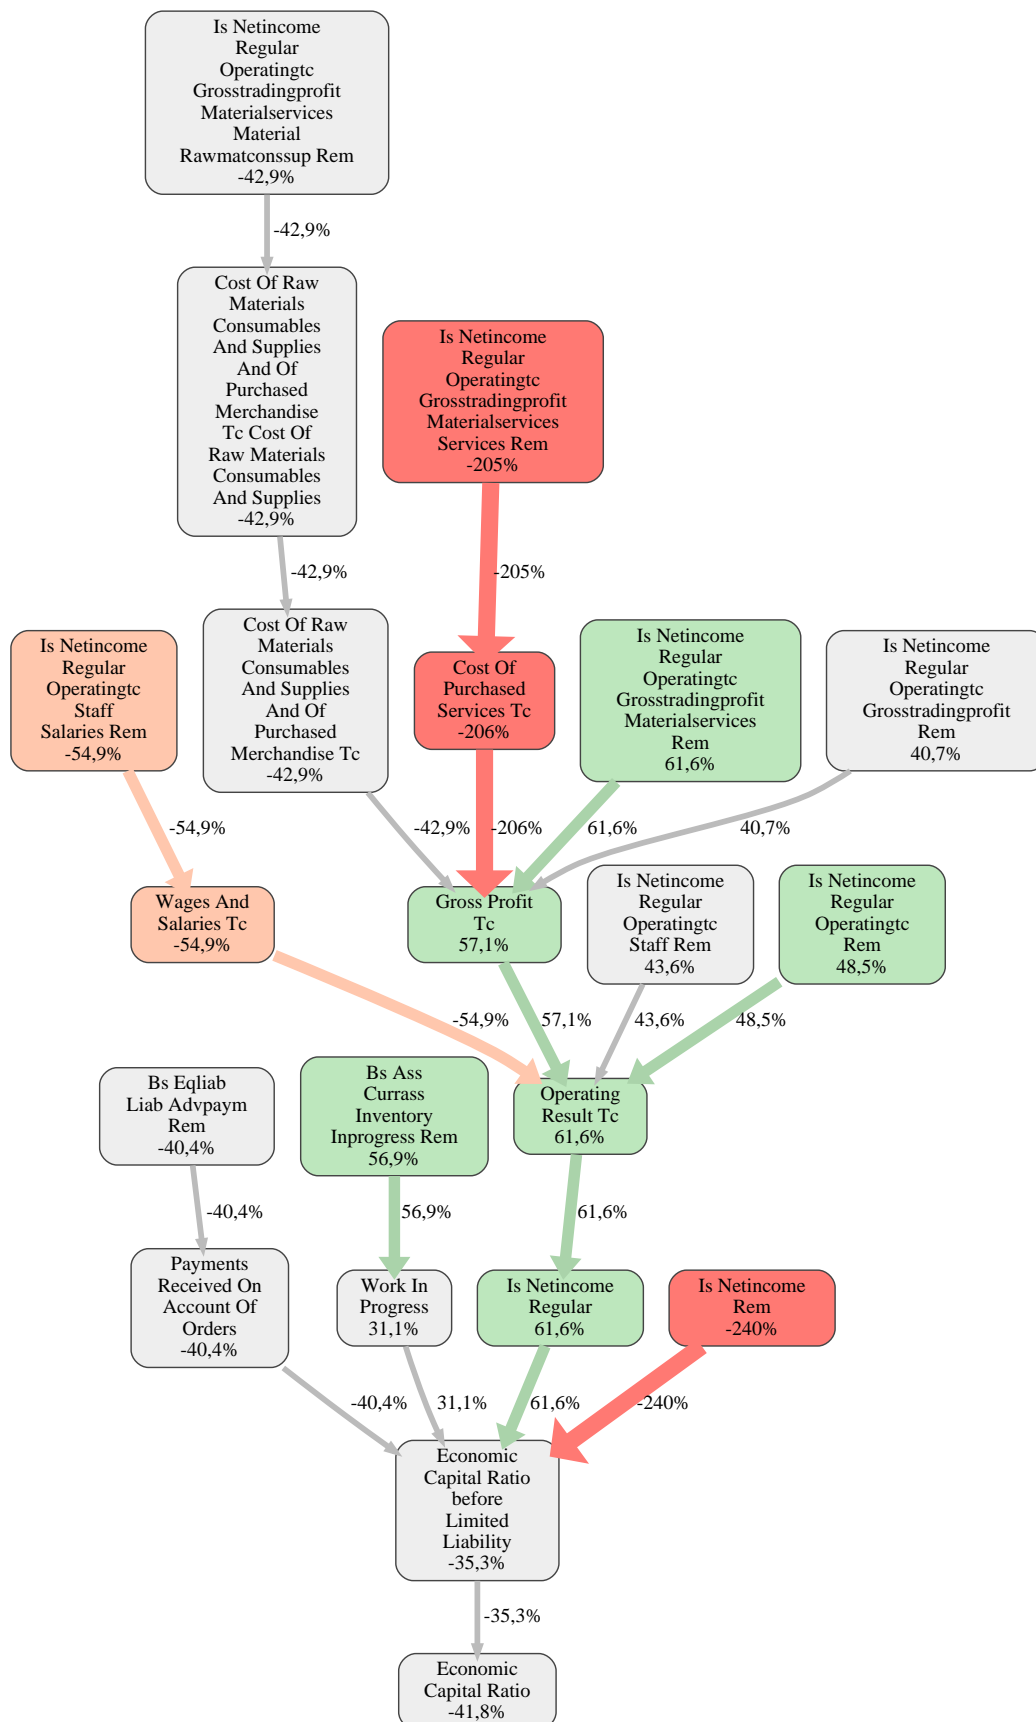 Is Netincome
Regular
Operatingtc
Grosstradingprofit
Materialservices
Material
Rawmatconssup Rem
-42,9%
-42,9%
Cost Of Raw
Materials
Consumables
And Supplies
And Of
Purchased
Merchandise
Tc Cost Of
Raw Materials
Consumables
And Supplies
-42,9%
Is Netincome
Regular
Operatingtc
Grosstradingprofit
Materialservices
Services Rem
-205%
-42,9%
-205%
Is Netincome
Regular
Operatingtc
Staff
Salaries Rem
-54,9%
Cost Of Raw
Materials
Consumables
And Supplies
And Of
Purchased
Merchandise Tc
-42,9%
Cost Of
Purchased
Services Tc
-206%
Is Netincome
Regular
Operatingtc
Grosstradingprofit
Materialservices
Rem
61,6%
Is Netincome
Regular
Operatingtc
Grosstradingprofit
Rem
40,7%
-54,9%
-42,9%
-206%
61,6%
40,7%
Wages And
Salaries Tc
-54,9%
Gross Profit
Tc
57,1%
Is Netincome
Regular
Operatingtc
Staff Rem
43,6%
Is Netincome
Regular
Operatingtc
Rem
48,5%
-54,9%
57,1%
43,6%
48,5%
Bs Eqliab
Liab Advpaym
Rem
-40,4%
Bs Ass
Currass
Inventory
Inprogress Rem
56,9%
Operating
Result Tc
61,6%
-40,4%
56,9%
61,6%
Payments
Received On
Account Of
Orders
-40,4%
Work In
Progress
31,1%
Is Netincome
Regular
61,6%
Is Netincome
Rem
-240%
-40,4%
31,1%
61,6%
-240%
Economic
Capital Ratio
before
Limited
Liability
-35,3%
-35,3%
Economic
Capital Ratio
-41,8%